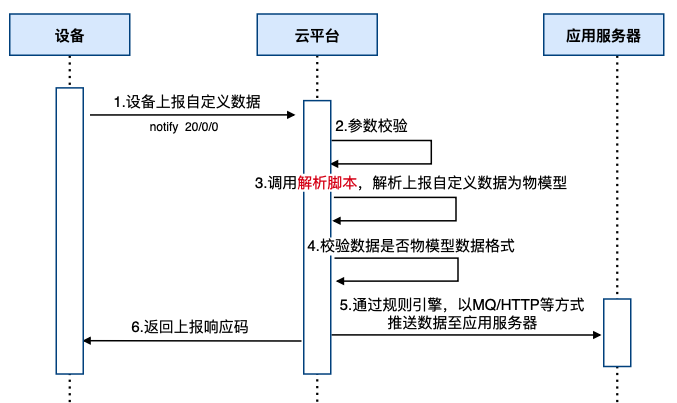 设备
云平台
应用服务器
1.设备上报自定义数据
notify 20/0/0
2.参数校验
3.调用解析脚本，解析上报自定义数据为物模型
4.校验数据是否物模型数据格式
5.通过规则引擎，以MQ/HTTP等方式
推送数据至应用服务器
6.返回上报响应码